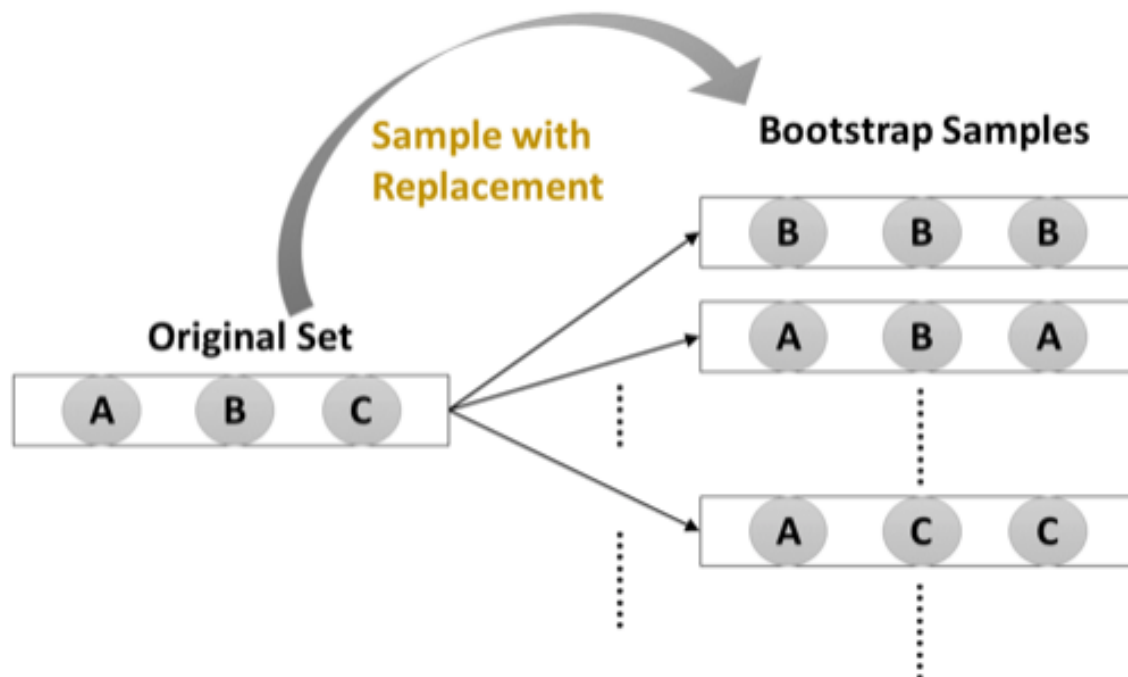 Sample with
Replacement
Bootstrap Samples
B B B
A B A
Original Set
A B C
A C C